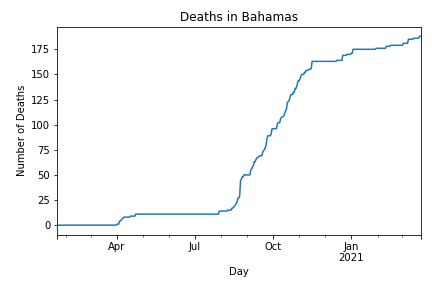 Deaths in Bahamas
Number of Deaths
175
150
125
100
75
50
25
0
Apr
Jul
Oct
Jan
2021
Day